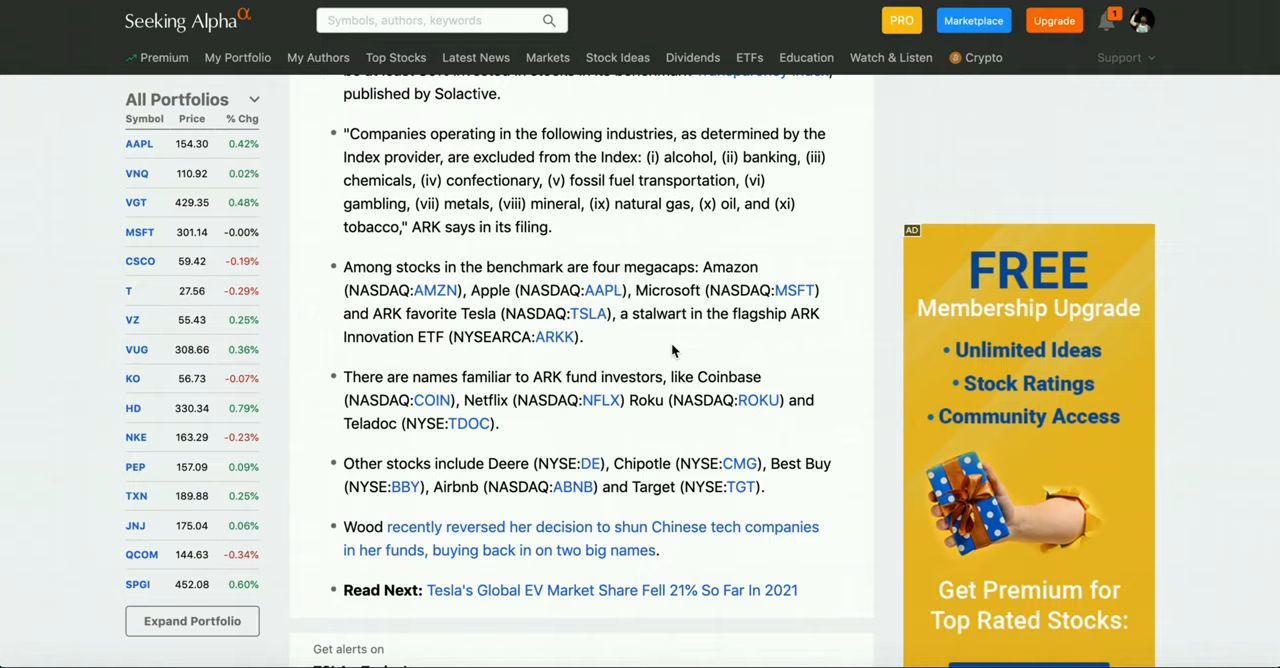 Seeking Alpha α
Symbols, authors, keywords
PRO
Marketplace
Upgrade
1
Premium My Portfolio My Authors Top Stocks Latest News Markets Stock Ideas Dividends ETFs Education Watch & Listen Crypto Support
All Portfolios
Symbol Price % Chg
AAPL 154.30 0.42%
VNQ 110.92 0.02%
VGT 429.35 0.48%
MSFT 301.14 -0.00%
CSCO 59.42 -0.19%
T 27.56 -0.29%
VZ 55.43 0.25%
VUG 308.66 0.36%
KO 56.73 -0.07%
HD 330.34 0.79%
NKE 163.29 -0.23%
PEP 157.09 0.09%
TXN 189.88 0.25%
JNJ 175.04 0.06%
QCOM 144.63 -0.34%
SPGI 452.08 0.60%
Expand Portfolio
published by Solactive.
• "Companies operating in the following industries, as determined by the
Index provider, are excluded from the Index: (i) alcohol, (ii) banking, (iii)
chemicals, (iv) confectionary, (v) fossil fuel transportation, (vi)
gambling, (vii) metals, (viii) mineral, (ix) natural gas, (x) oil, and (xi)
tobacco," ARK says in its filing.
• Among stocks in the benchmark are four megacaps: Amazon
(NASDAQ:AMZN), Apple (NASDAQ:AAPL), Microsoft (NASDAQ:MSFT)
and ARK favorite Tesla (NASDAQ:TSLA), a stalwart in the flagship ARK
Innovation ETF (NYSEARCA:ARKK).
• There are names familiar to ARK fund investors, like Coinbase
(NASDAQ:COIN), Netflix (NASDAQ:NFLX) Roku (NASDAQ:ROKU) and
Teladoc (NYSE:TDOC).
• Other stocks include Deere (NYSE:DE), Chipotle (NYSE:CMG), Best Buy
(NYSE:BBY), Airbnb (NASDAQ:ABNB) and Target (NYSE:TGT).
• Wood recently reversed her decision to shun Chinese tech companies
in her funds, buying back in on two big names.
• Read Next: Tesla's Global EV Market Share Fell 21% So Far In 2021
Get alerts on
AD
FREE
Membership Upgrade
• Unlimited Ideas
• Stock Ratings
• Community Access
Get Premium for
Top Rated Stocks: